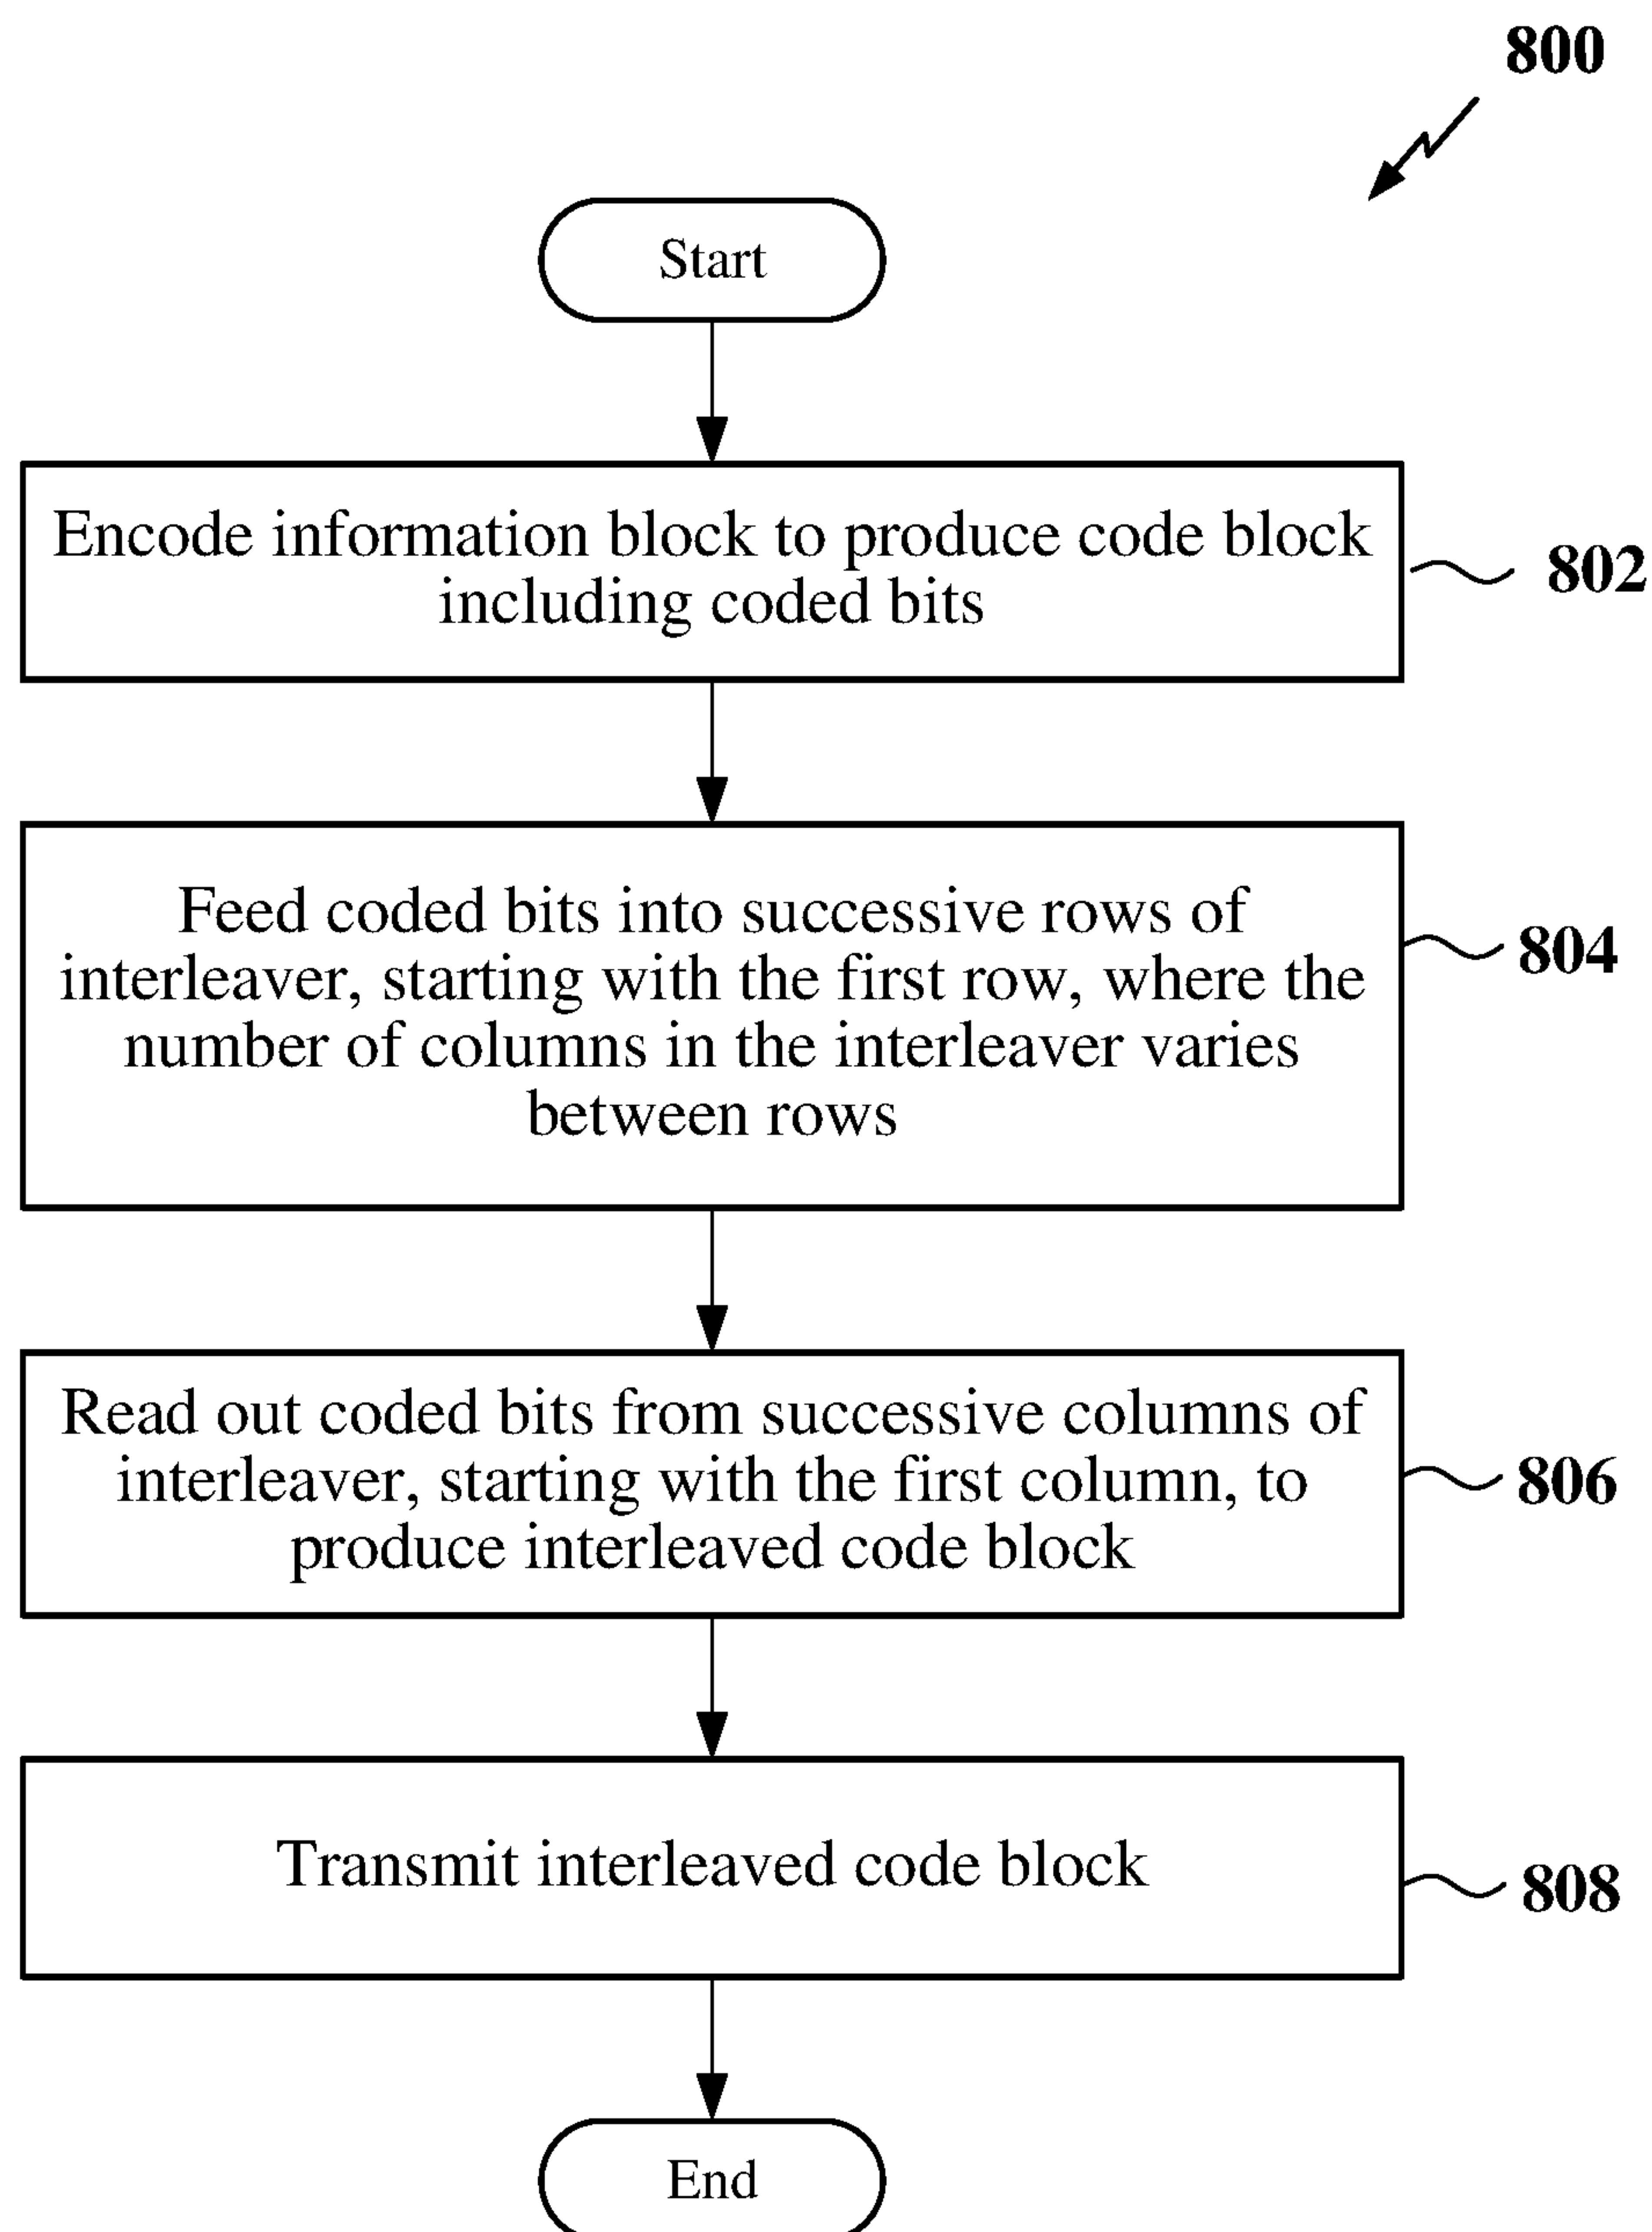 800
Start
Encode information block to produce code block
including coded bits
802
Feed coded bits into successive rows of
interleaver, starting with the first row, where the
number of columns in the interleaver varies
between rows
804
Read out coded bits from successive columns of
interleaver, starting with the first column, to
produce interleaved code block
806
Transmit interleaved code block
808
End